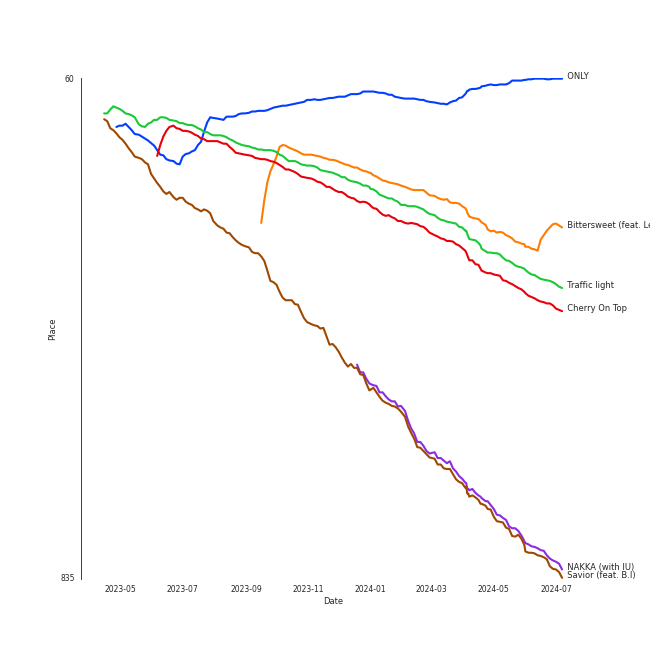 60
ONLY
Bittersweet (feat. Le
Traffic light
Cherry On Top
Place
NAKKA (with IU)
Savior (feat. B.I)
835
2023-05 2023-07 2023-09 2023-11 2024-01 2024-03 2024-05 2024-07
Date